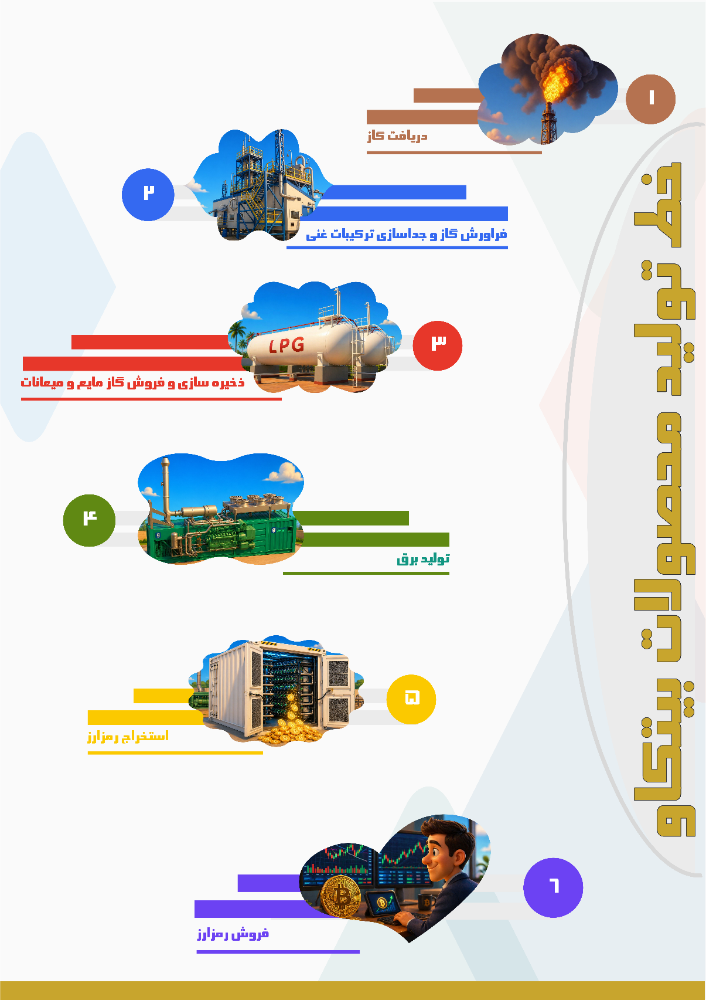 خط تولید محصولات بیتکاو
۱
دریافت گاز
۲
فراورش گاز و جداسازی ترکیبات غنی
۳
LPG
ذخیره سازی و فروش گاز مایع و میعانات
۴
g
g
تولید برق
۵
استخراج رمزارز
۶
فروش رمزارز